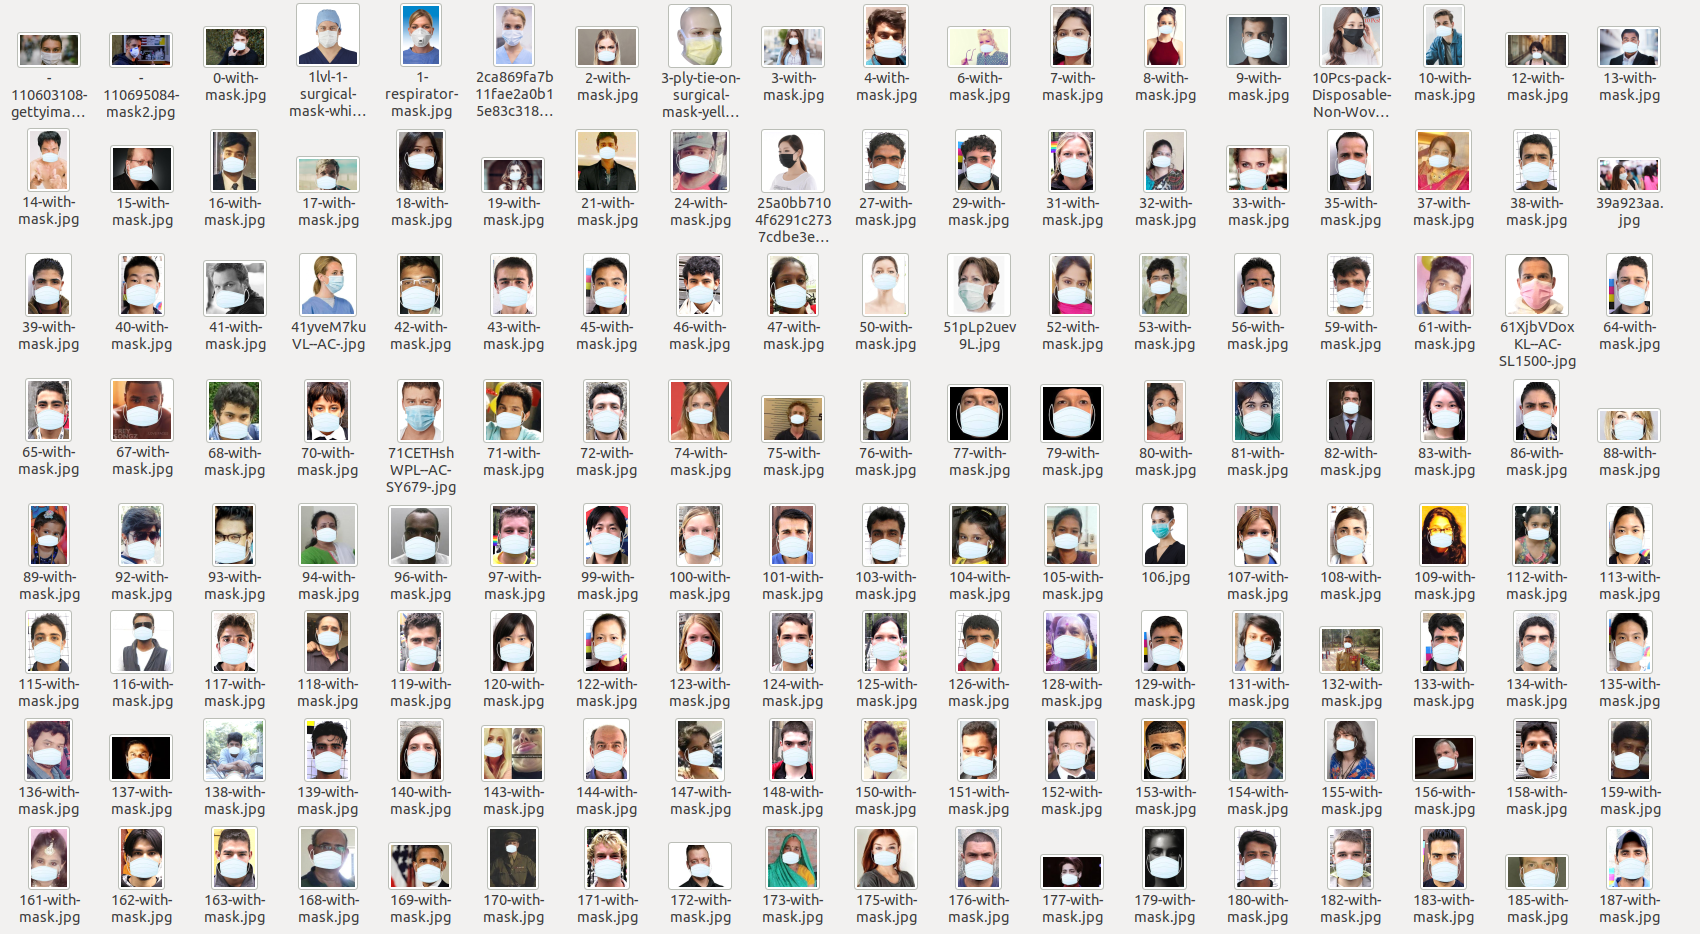 -
110603108-
gettyima…
-
110695084-
mask2.jpg
0-with-
mask.jpg
1lvl-1-
surgical-
mask-whi…
1-
respirator-
mask.jpg
2ca869fa7b
11fae2a0b1
5e83c318…
2-with-
mask.jpg
3-ply-tie-on-
surgical-
mask-yell…
3-with-
mask.jpg
4-with-
mask.jpg
6-with-
mask.jpg
7-with-
mask.jpg
8-with-
mask.jpg
9-with-
mask.jpg
10Pcs-pack-
Disposable-
Non-Wov…
10-with-
mask.jpg
12-with-
mask.jpg
13-with-
mask.jpg
14-with-
mask.jpg
15-with-
mask.jpg
16-with-
mask.jpg
17-with-
mask.jpg
18-with-
mask.jpg
19-with-
mask.jpg
21-with-
mask.jpg
24-with-
mask.jpg
25a0bb710
4f6291c273
7cdbe3e…
27-with-
mask.jpg
29-with-
mask.jpg
31-with-
mask.jpg
32-with-
mask.jpg
33-with-
mask.jpg
35-with-
mask.jpg
37-with-
mask.jpg
38-with-
mask.jpg
39a923aa.
jpg
39-with-
mask.jpg
40-with-
mask.jpg
41-with-
mask.jpg
41yveM7ku
VL--AC-.jpg
42-with-
mask.jpg
43-with-
mask.jpg
45-with-
mask.jpg
46-with-
mask.jpg
47-with-
mask.jpg
50-with-
mask.jpg
51pLp2uev
9L.jpg
52-with-
mask.jpg
53-with-
mask.jpg
56-with-
mask.jpg
59-with-
mask.jpg
61-with-
mask.jpg
61XjbVDox
KL--AC-
SL1500-.jpg
64-with-
mask.jpg
65-with-
mask.jpg
67-with-
mask.jpg
68-with-
mask.jpg
70-with-
mask.jpg
71CETHsh
WPL--AC-
SY679-.jpg
71-with-
mask.jpg
72-with-
mask.jpg
74-with-
mask.jpg
75-with-
mask.jpg
76-with-
mask.jpg
77-with-
mask.jpg
79-with-
mask.jpg
80-with-
mask.jpg
81-with-
mask.jpg
82-with-
mask.jpg
83-with-
mask.jpg
86-with-
mask.jpg
88-with-
mask.jpg
89-with-
mask.jpg
92-with-
mask.jpg
93-with-
mask.jpg
94-with-
mask.jpg
96-with-
mask.jpg
97-with-
mask.jpg
99-with-
mask.jpg
100-with-
mask.jpg
101-with-
mask.jpg
103-with-
mask.jpg
104-with-
mask.jpg
105-with-
mask.jpg
106.jpg
107-with-
mask.jpg
108-with-
mask.jpg
109-with-
mask.jpg
112-with-
mask.jpg
113-with-
mask.jpg
115-with-
mask.jpg
116-with-
mask.jpg
117-with-
mask.jpg
118-with-
mask.jpg
119-with-
mask.jpg
120-with-
mask.jpg
122-with-
mask.jpg
123-with-
mask.jpg
124-with-
mask.jpg
125-with-
mask.jpg
126-with-
mask.jpg
128-with-
mask.jpg
129-with-
mask.jpg
131-with-
mask.jpg
132-with-
mask.jpg
133-with-
mask.jpg
134-with-
mask.jpg
135-with-
mask.jpg
136-with-
mask.jpg
137-with-
mask.jpg
138-with-
mask.jpg
139-with-
mask.jpg
140-with-
mask.jpg
143-with-
mask.jpg
144-with-
mask.jpg
147-with-
mask.jpg
148-with-
mask.jpg
150-with-
mask.jpg
151-with-
mask.jpg
152-with-
mask.jpg
153-with-
mask.jpg
154-with-
mask.jpg
155-with-
mask.jpg
156-with-
mask.jpg
158-with-
mask.jpg
159-with-
mask.jpg
161-with-
mask.jpg
162-with-
mask.jpg
163-with-
mask.jpg
168-with-
mask.jpg
169-with-
mask.jpg
170-with-
mask.jpg
171-with-
mask.jpg
172-with-
mask.jpg
173-with-
mask.jpg
175-with-
mask.jpg
176-with-
mask.jpg
177-with-
mask.jpg
179-with-
mask.jpg
180-with-
mask.jpg
182-with-
mask.jpg
183-with-
mask.jpg
185-with-
mask.jpg
187-with-
mask.jpg